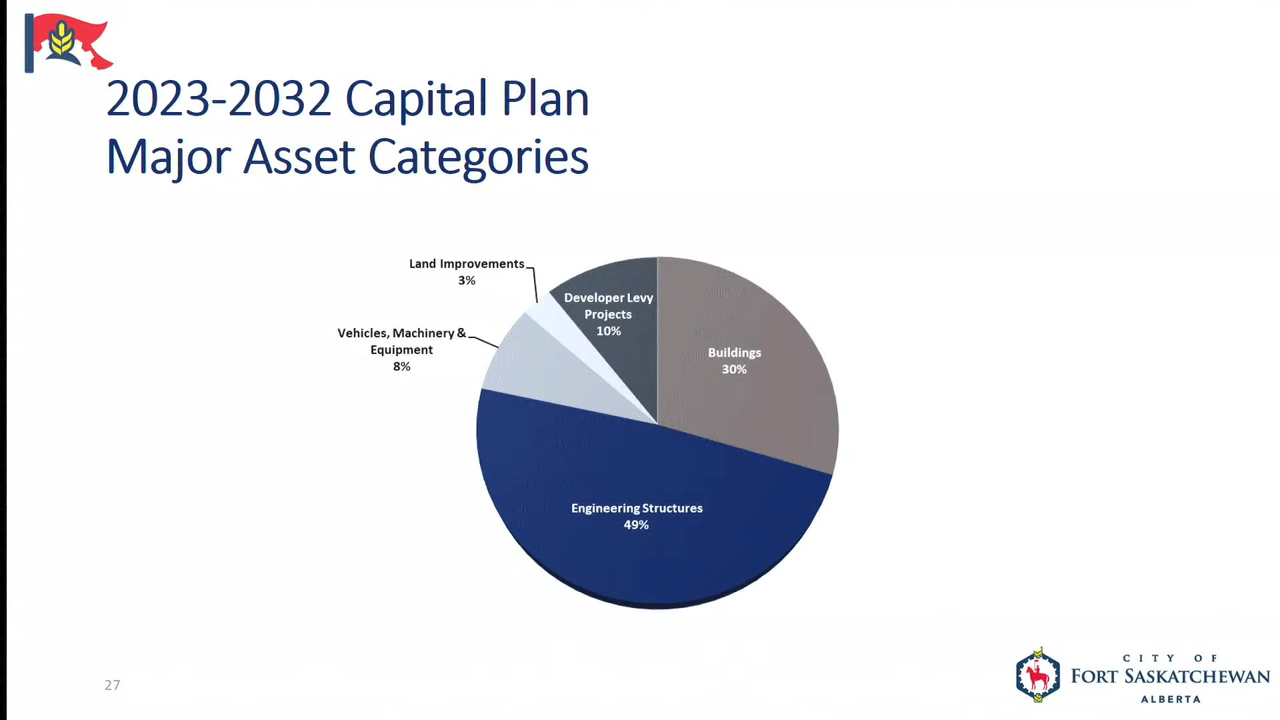 2023-2032 Capital Plan
Major Asset Categories
Land Improvements
3%
Developer Levy
Projects
10%
Vehicles, Machinery &
Equipment
8%
Buildings
30%
Engineering Structures
49%
27
CITY OF
FORT SASKATCHEWAN
ALBERTA